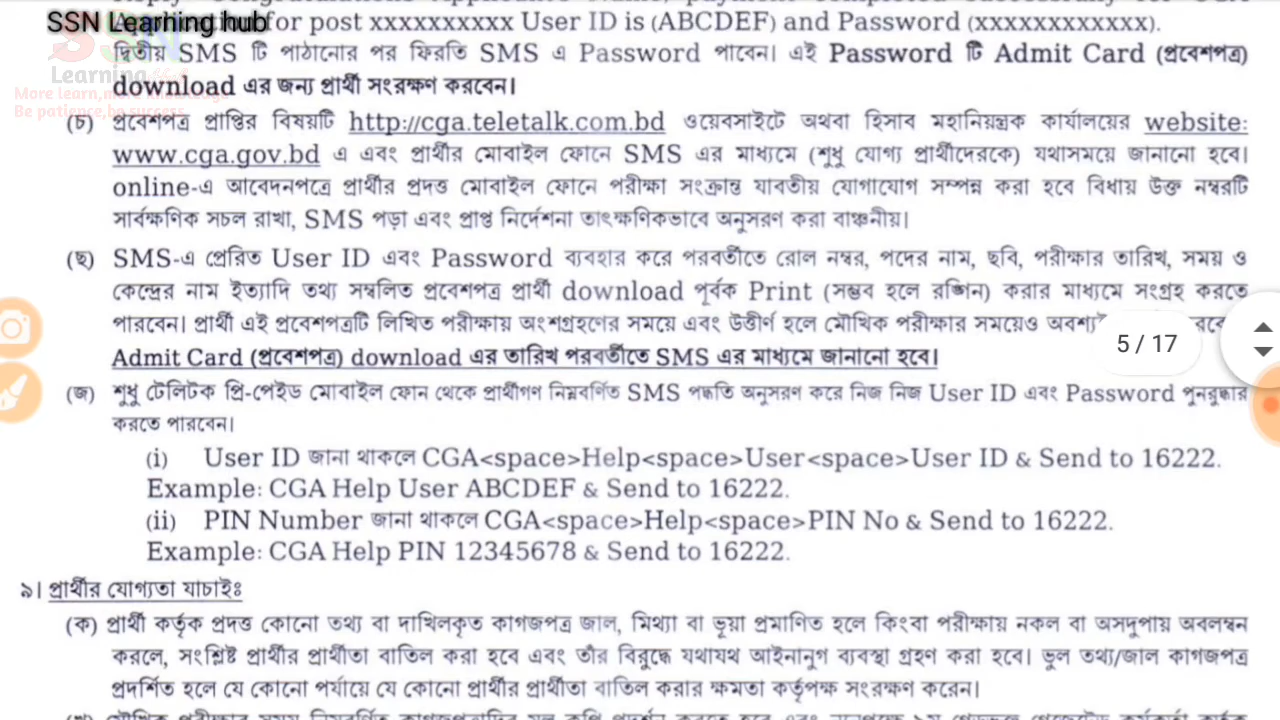 SSN Learning hub
for post xxxxxxxxxx User ID is (ABCDEF) and Password (xxxxxxxxxxxx).
দ্বিতীয় SMS টি পাঠানোর পর ফিরতি SMS এ Password পাবেন। এই Password টি Admit Card (প্রবেশপত্র)
download এর জন্য প্রার্থী সংরক্ষণ করবেন।
SSN
Learning Hub
More learn,more knowledge
Be patience,be success
(চ) প্রবেশপত্র প্রাপ্তির বিষয়টি http://cga.teletalk.com.bd ওয়েবসাইটে অথবা হিসাব মহানিয়ন্ত্রক কার্যালয়ের website:
www.cga.gov.bd এ এবং প্রার্থীর মোবাইল ফোনে SMS এর মাধ্যমে (শুধু যোগ্য প্রার্থীদেরকে) যথাসময়ে জানানো হবে।
online-এ আবেদনপত্রে প্রার্থীর প্রদত্ত মোবাইল ফোনে পরীক্ষা সংক্রান্ত যাবতীয় যোগাযোগ সম্পন্ন করা হবে বিধায় উক্ত নম্বরটি
সার্বক্ষণিক সচল রাখা, SMS পড়া এবং প্রাপ্ত নির্দেশনা তাৎক্ষণিকভাবে অনুসরণ করা বাঞ্চনীয়।
(ছ) SMS-এ প্রেরিত User ID এবং Password ব্যবহার করে পরবর্তীতে রোল নম্বর, পদের নাম, ছবি, পরীক্ষার তারিখ, সময় ও
কেন্দ্রের নাম ইত্যাদি তথ্য সম্বলিত প্রবেশপত্র প্রার্থী download পূর্বক Print (সম্ভব হলে রঙ্গিন) করার মাধ্যমে সংগ্রহ করতে
পারবেন। প্রার্থী এই প্রবেশপত্রটি লিখিত পরীক্ষায় অংশগ্রহণের সময়ে এবং উত্তীর্ণ হলে মৌখিক পরীক্ষার সময়েও
5 / 17
Admit Card (প্রবেশপত্র) download এর তারিখ পরবর্তীতে SMS এর মাধ্যমে জানানো হবে।
(জ) শুধু টেলিটক প্রি-পেইড মোবাইল ফোন থেকে প্রার্থীগণ নিম্নবর্ণিত SMS পদ্ধতি অনুসরণ করে নিজ নিজ User ID এবং Password পুনরুদ্ধার
করতে পারবেন।
(i) User ID জানা থাকলে CGA<space>Help<space>User<space>User ID & Send to 16222.
Example: CGA Help User ABCDEF & Send to 16222.
(ii) PIN Number জানা থাকলে CGA<space>Help<space>PIN No & Send to 16222.
Example: CGA Help PIN 12345678 & Send to 16222.
৯। প্রার্থীর যোগ্যতা যাচাইঃ
(ক) প্রার্থী কর্তৃক প্রদত্ত কোনো তথ্য বা দাখিলকৃত কাগজপত্র জাল, মিথ্যা বা ভূয়া প্রমাণিত হলে কিংবা পরীক্ষায় নকল বা অসদুপায় অবলম্বন
করলে, সংশ্লিষ্ট প্রার্থীর প্রার্থীতা বাতিল করা হবে এবং তাঁর বিরুদ্ধে যথাযথ আইনানুগ ব্যবস্থা গ্রহণ করা হবে। ভুল তথ্য/জাল কাগজপত্র
প্রদর্শিত হলে যে কোনো পর্যায়ে যে কোনো প্রার্থীর প্রার্থীতা বাতিল করার ক্ষমতা কর্তৃপক্ষ সংরক্ষণ করেন।